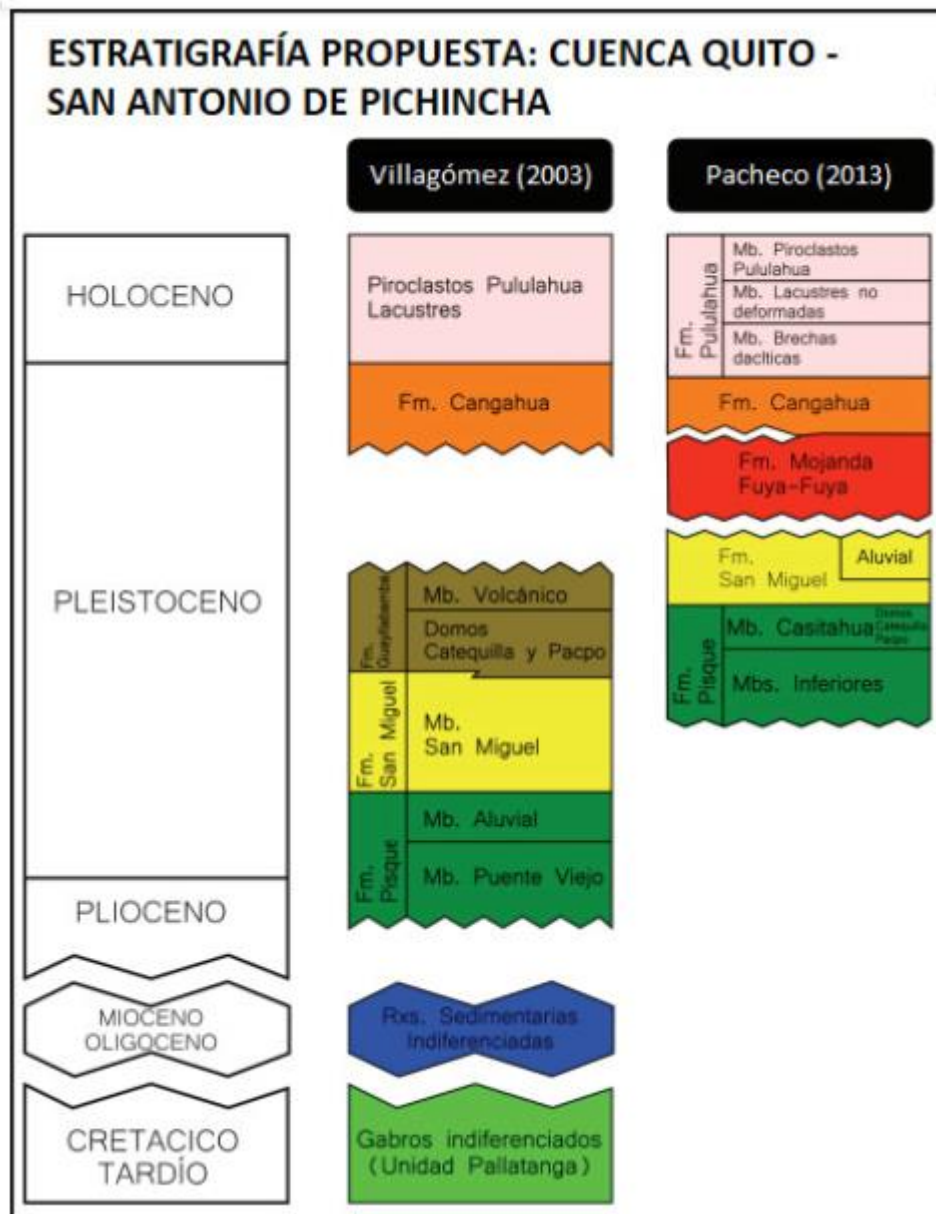 ESTRATIGRAFÍA PROPUESTA: CUENCA QUITO -
SAN ANTONIO DE PICHINCHA
Villagómez (2003)
Pacheco (2013)
HOLOCENO
PLEISTOCENO
PLIOCENO
MIOCENO
OLIGOCENO
CRETACICO
TARDÍO
Piroclastos Pululahua
Lacustres
Fm. Cangahua
Fm. Guayllabamba
Mb. Volcánico
Domos
Catequilla y Pacpo
Fm.
San Miguel
Mb.
San Miguel
Fm.
Pisque
Mb. Aluvial
Mb. Puente Viejo
Rxs. Sedimentarias
Indiferenciadas
Gabros indiferenciados
(Unidad Pallatanga)
Fm.
Pululahua
Mb. Piroclastos
Pululahua
Mb. Lacustres no
deformadas
Mb. Brechas
dacíticas
Fm. Cangahua
Fm. Mojanda
Fuya-Fuya
Fm.
San Miguel
Aluvial
Fm.
Pisque
Mb. Casitahua
Domos
Catequilla
Pacpo
Mbs. Inferiores